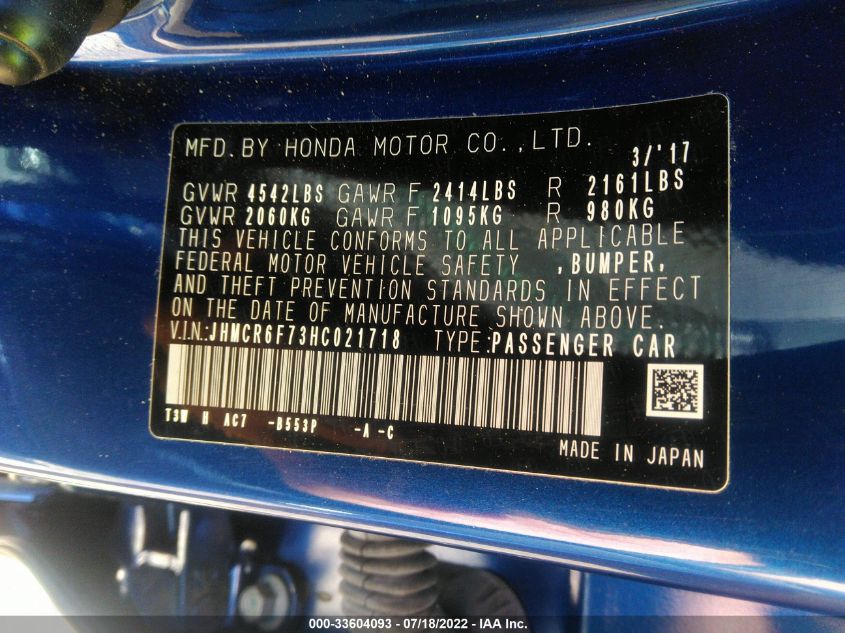 MFD. BY HONDA MOTOR CO., LTD. 3/'17
GVWR 4542LBS GAWR F 2414LBS R 2161LBS
GVWR 2060KG GAWR F 1095KG R 980KG
THIS VEHICLE CONFORMS TO ALL APPLICABLE
FEDERAL MOTOR VEHICLE SAFETY , BUMPER,
AND THEFT PREVENTION STANDARDS IN EFFECT
ON THE DATE OF MANUFACTURE SHOWN ABOVE.
V.I.N.: JHMCR6F73HC021718 TYPE: PASSENGER CAR
T3W H AC7 -B553P -A -C
MADE IN JAPAN
000-33604093 - 07/18/2022 - IAA Inc.